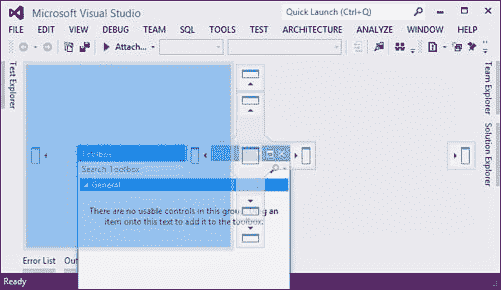 Microsoft Visual Studio
Quick Launch (Ctrl+Q)
FILE EDIT VIEW DEBUG TEAM SQL TOOLS TEST ARCHITECTURE ANALYZE WINDOW HELP
Attach...
Test Explorer
Team Explorer
Solution Explorer
Toolbox
Search Toolbox
General
There are no usable controls in this group. an
item onto this text to add it to the toolbox.
Error List
Ready